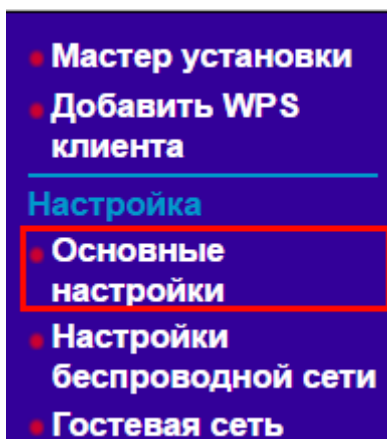 Мастер установки
Добавить WPS
клиента
Настройка
Основные
настройки
Настройки
беспроводной сети
Гостевая сеть